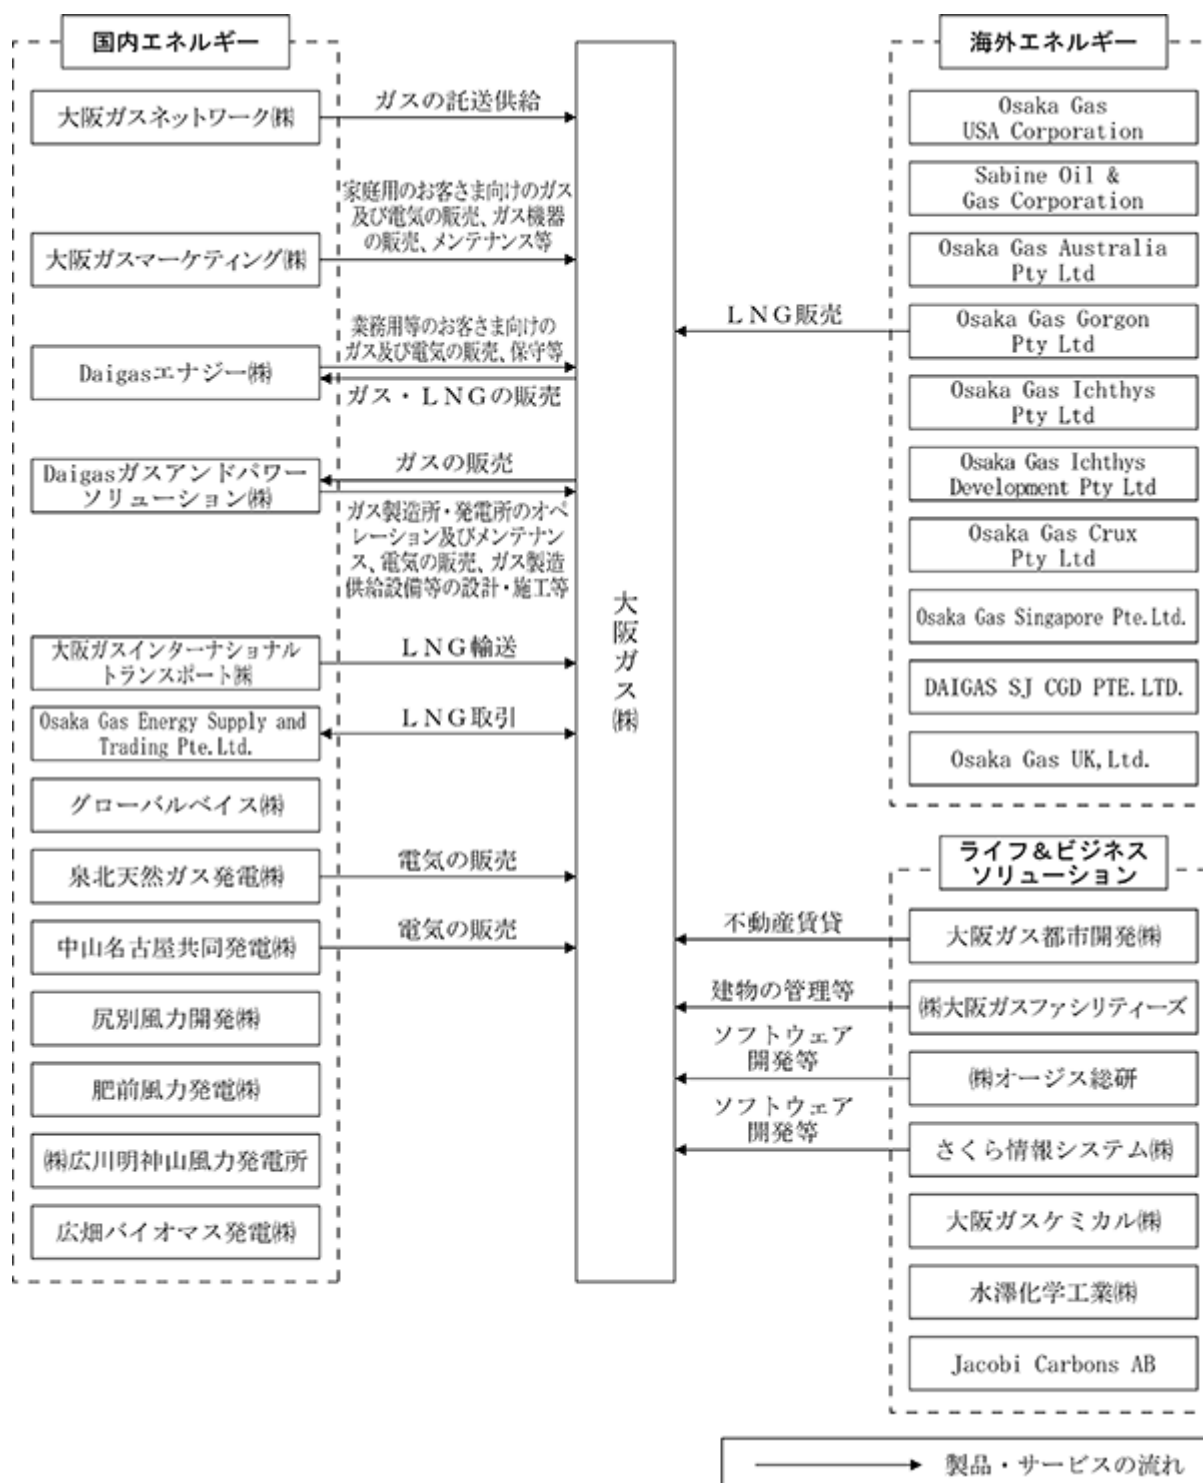 国内エネルギー
大阪ガスネットワーク㈱
ガスの託送供給
大阪ガスマーケティング㈱
家庭用のお客さま向けのガス
及び電気の販売、ガス機器
の販売、メンテナンス等
Daigasエナジー㈱
業務用等のお客さま向けの
ガス及び電気の販売、保守等
ガス・LNGの販売
Daigasガスアンドパワー
ソリューション㈱
ガスの販売
ガス製造所・発電所のオペ
レーション及びメンテナン
ス、電気の販売、ガス製造
供給設備等の設計・施工等
大阪ガスインターナショナル
トランスポート㈱
LNG輸送
Osaka Gas Energy Supply and
Trading Pte.Ltd.
LNG取引
グローバルベイス㈱
泉北天然ガス発電㈱
電気の販売
中山名古屋共同発電㈱
電気の販売
尻別風力開発㈱
肥前風力発電㈱
㈱広川明神山風力発電所
広畑バイオマス発電㈱
大阪ガス㈱
海外エネルギー
Osaka Gas
USA Corporation
Sabine Oil &
Gas Corporation
Osaka Gas Australia
Pty Ltd
LNG販売
Osaka Gas Gorgon
Pty Ltd
Osaka Gas Ichthys
Pty Ltd
Osaka Gas Ichthys
Development Pty Ltd
Osaka Gas Crux
Pty Ltd
Osaka Gas Singapore Pte.Ltd.
DAIGAS SJ CGD PTE.LTD.
Osaka Gas UK,Ltd.
ライフ&ビジネス
ソリューション
不動産賃貸
大阪ガス都市開発㈱
建物の管理等
㈱大阪ガスファシリティーズ
ソフトウェア
開発等
㈱オージス総研
ソフトウェア
開発等
さくら情報システム㈱
大阪ガスケミカル㈱
水澤化学工業㈱
Jacobi Carbons AB
製品・サービスの流れ